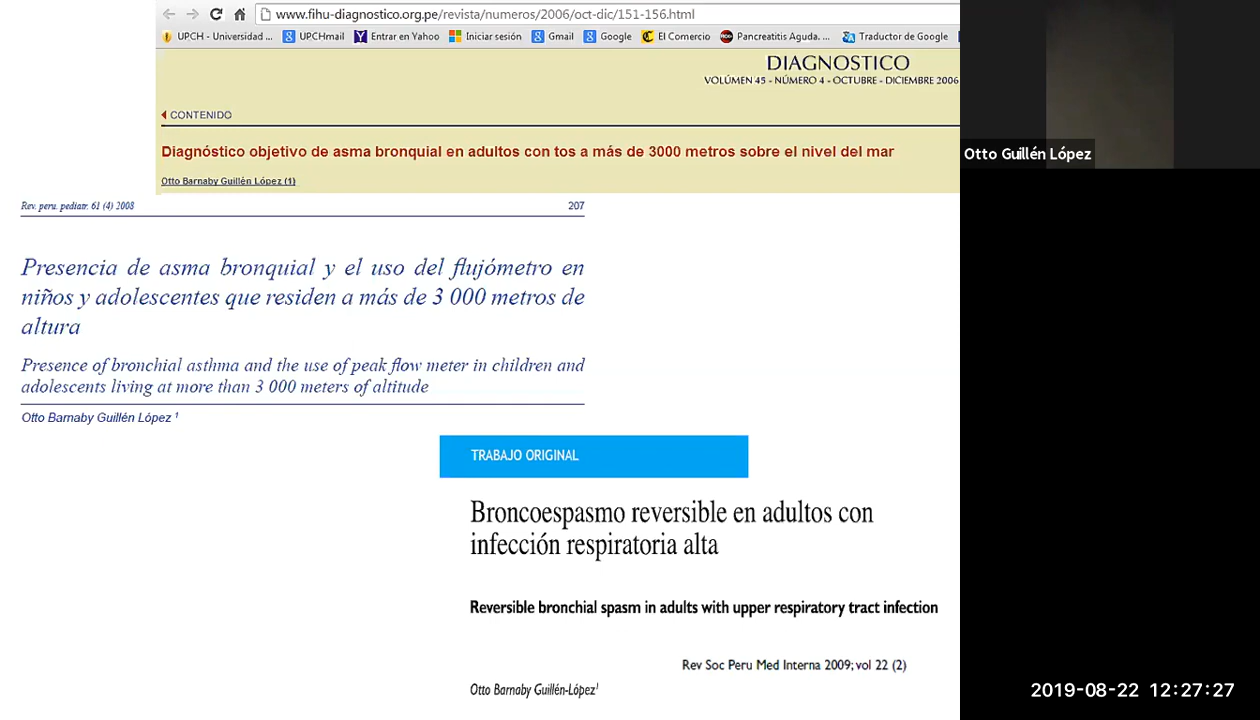 www.fihu-diagnostico.org.pe/revista/numeros/2006/oct-dic/151-156.html
UPCH - Universidad ... UPCHmail Entrar en Yahoo Iniciar sesión Gmail Google El Comercio Pancreatitis Aguda. ... Traductor de Google
DIAGNOSTICO
VOLÚMEN 45 - NÚMERO 4 - OCTUBRE - DICIEMBRE 2006
CONTENIDO
Diagnóstico objetivo de asma bronquial en adultos con tos a más de 3000 metros sobre el nivel del mar
Otto Barnaby Guillén López (1)
Otto Guillén López
Rev. peru. pediatr. 61 (4) 2008
207
Presencia de asma bronquial y el uso del flujómetro en
niños y adolescentes que residen a más de 3 000 metros de
altura
Presence of bronchial asthma and the use of peak flow meter in children and
adolescents living at more than 3 000 meters of altitude
Otto Barnaby Guillén López ¹
TRABAJO ORIGINAL
Broncoespasmo reversible en adultos con
infección respiratoria alta
Reversible bronchial spasm in adults with upper respiratory tract infection
Rev Soc Peru Med Interna 2009; vol 22 (2)
Otto Barnaby Guillén-López¹
2019-08-22 12:27:27